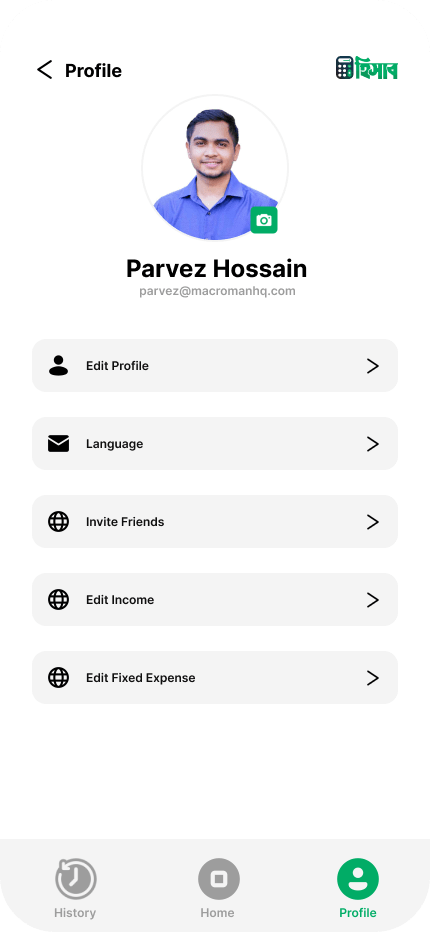 Profile
হিসাব
Parvez Hossain
parvez@macromanhq.com
Edit Profile
Language
Invite Friends
Edit Income
Edit Fixed Expense
History
Home
Profile